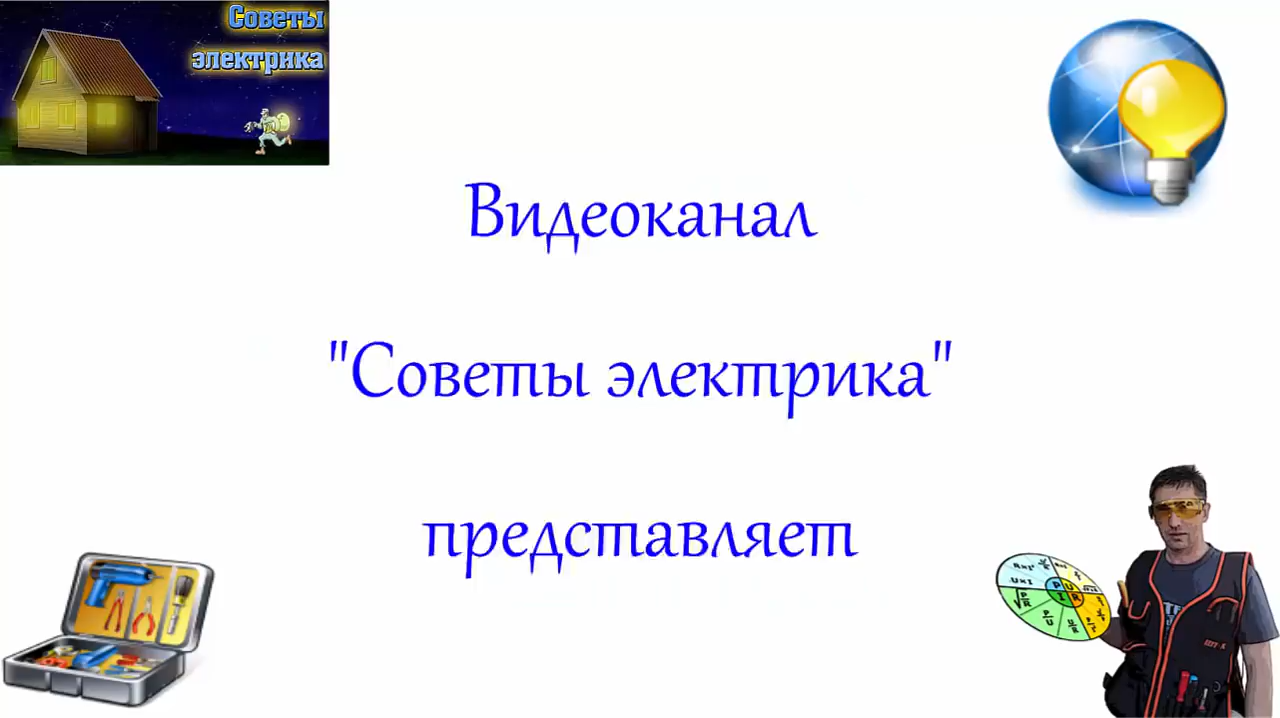 Советы
электрика
Видеоканал
"Советы электрика"
представляет
P U
I R